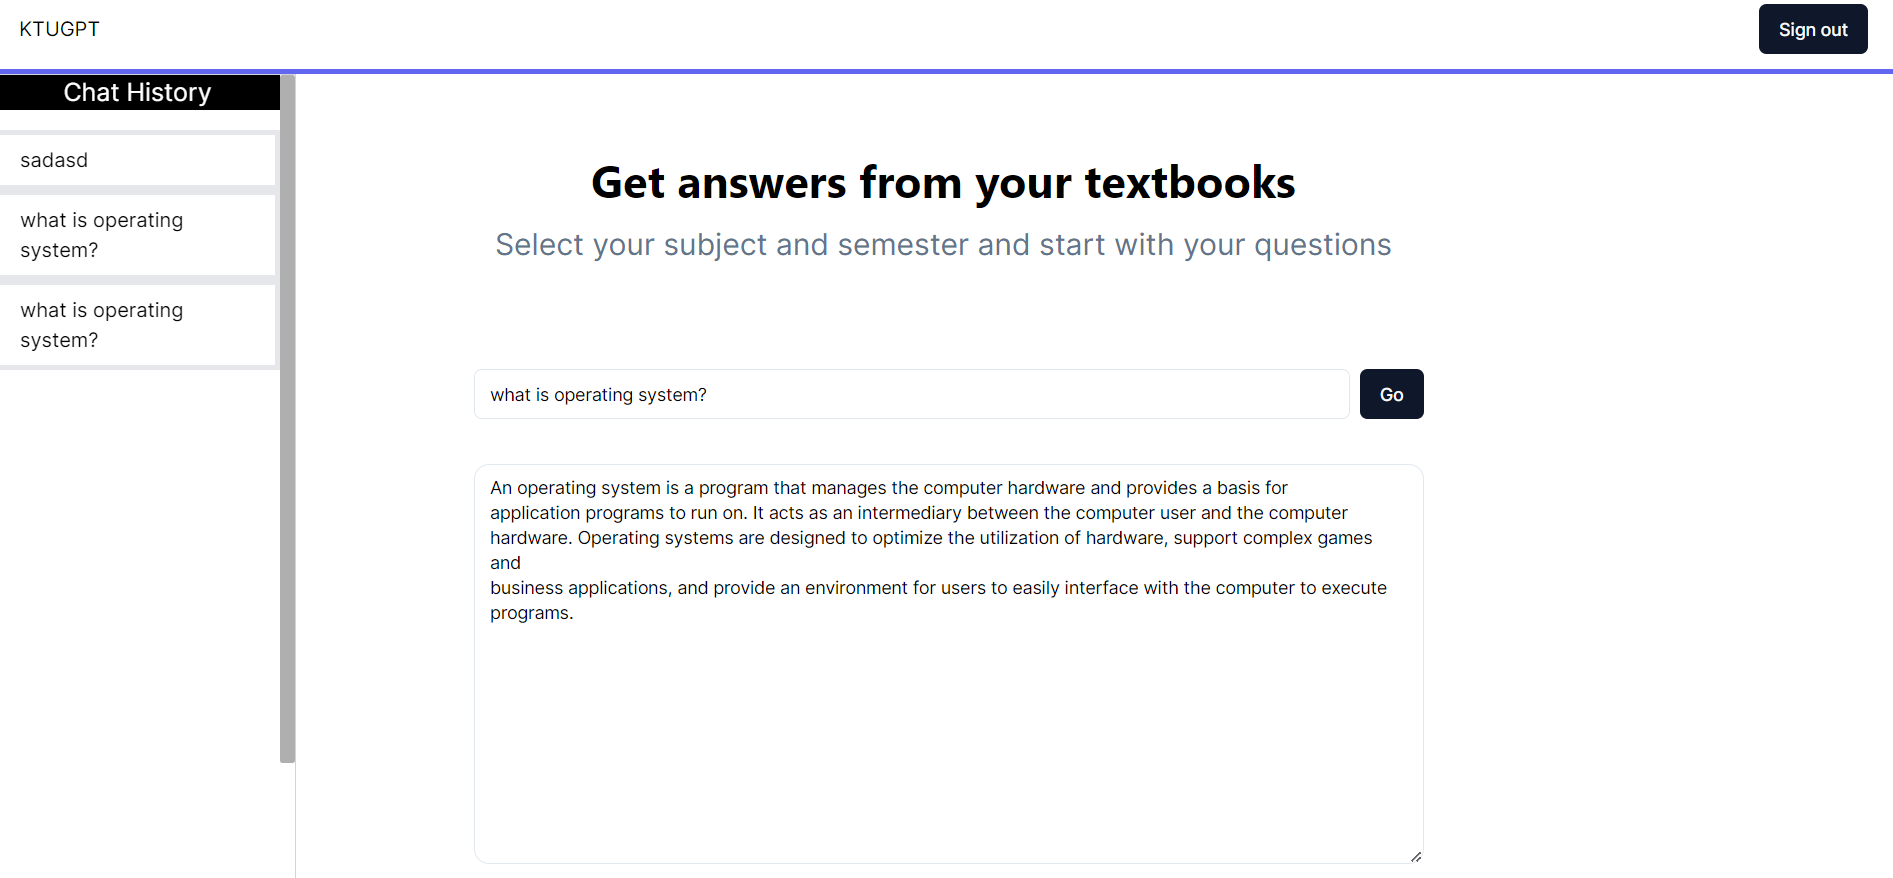 KTUGPT
Sign out
Chat History
sadasd
what is operating
system?
what is operating
system?
Get answers from your textbooks
Select your subject and semester and start with your questions
what is operating system?
Go
An operating system is a program that manages the computer hardware and provides a basis for
application programs to run on. It acts as an intermediary between the computer user and the computer
hardware. Operating systems are designed to optimize the utilization of hardware, support complex games
and
business applications, and provide an environment for users to easily interface with the computer to execute
programs.